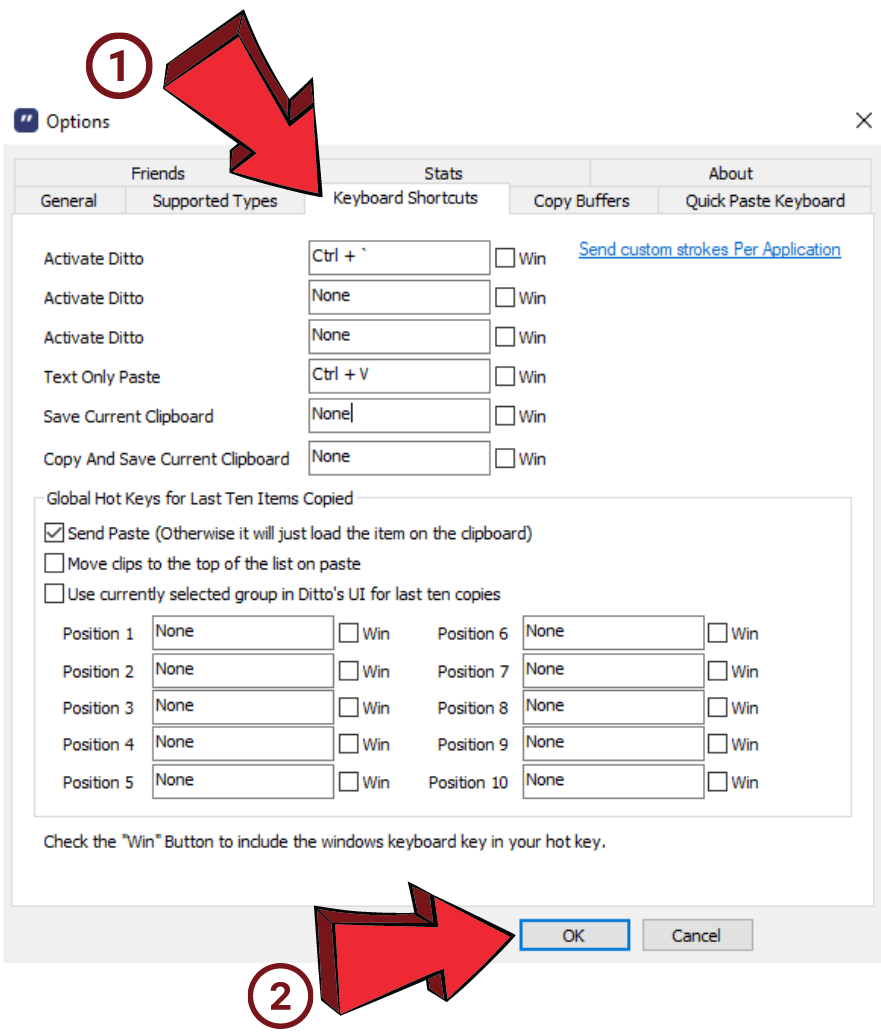 1
Options
Friends Stats About
General Supported Types Keyboard Shortcuts Copy Buffers Quick Paste Keyboard
Activate Ditto Ctrl + ` Win Send custom strokes Per Application
Activate Ditto None Win
Activate Ditto None Win
Text Only Paste Ctrl + V Win
Save Current Clipboard None Win
Copy And Save Current Clipboard None Win
Global Hot Keys for Last Ten Items Copied
Send Paste (Otherwise it will just load the item on the clipboard)
Move clips to the top of the list on paste
Use currently selected group in Ditto's UI for last ten copies
Position 1 None Win Position 6 None Win
Position 2 None Win Position 7 None Win
Position 3 None Win Position 8 None Win
Position 4 None Win Position 9 None Win
Position 5 None Win Position 10 None Win
Check the "Win" Button to include the windows keyboard key in your hot key.
OK Cancel
2